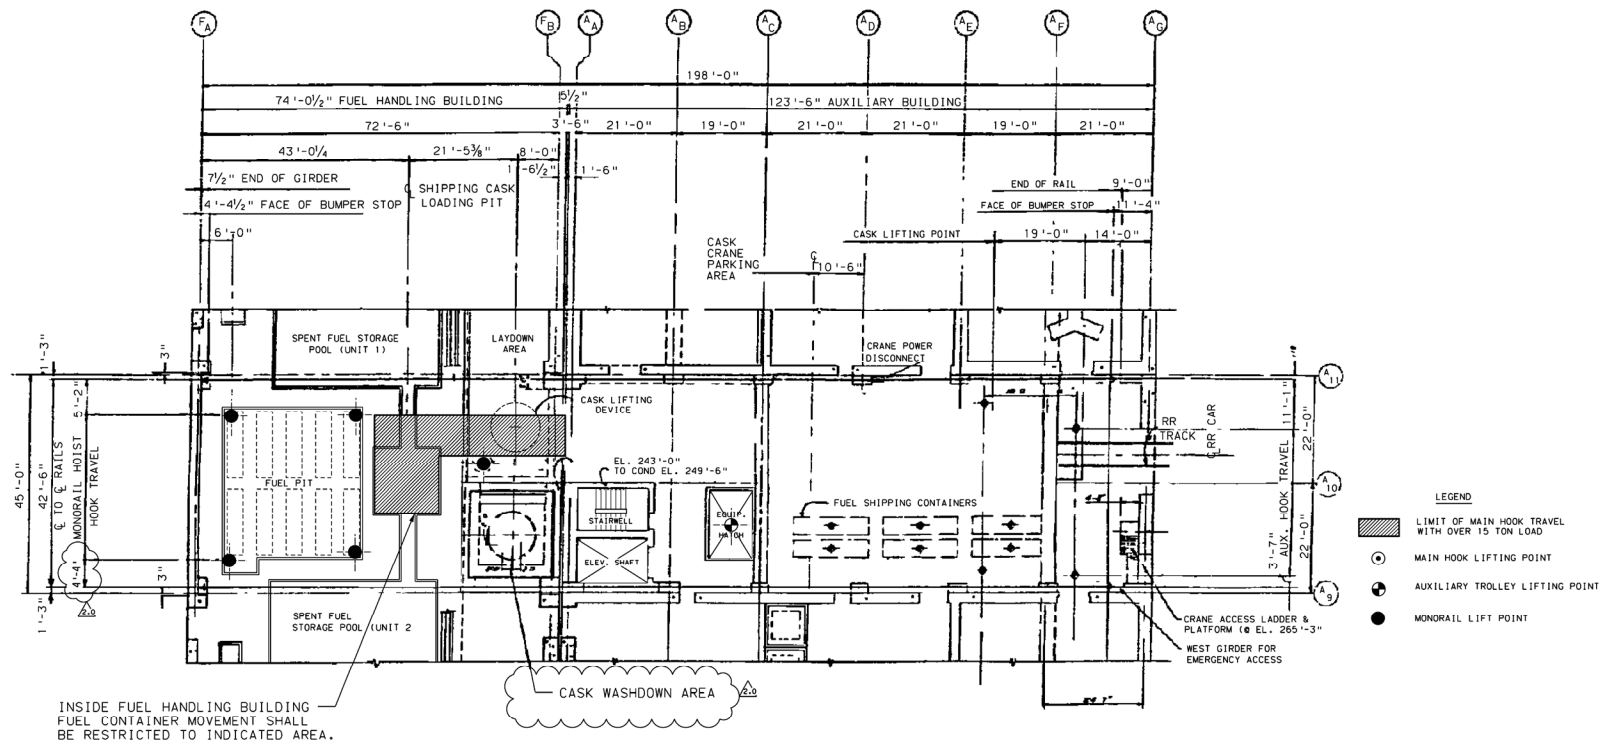 FA FB AA AB AC AD AE AF AG
198'-0"
74'-0½" FUEL HANDLING BUILDING
5½"
123'-6" AUXILIARY BUILDING
72'-6"
3'-6"
21'-0"
19'-0"
21'-0"
21'-0"
19'-0"
21'-0"
43'-0¼
21'-5⅜"
8'-0"
1'-6½"
1'-6"
7½" END OF GIRDER
℄ SHIPPING CASK
LOADING PIT
4'-4½" FACE OF BUMPER STOP
6'-0"
END OF RAIL
9'-0"
FACE OF BUMPER STOP
11'-4"
CASK LIFTING POINT
19'-0"
14'-0"
CASK
CRANE
PARKING
AREA
℄
10'-6"
SPENT FUEL STORAGE
POOL (UNIT 1)
LAYDOWN
AREA
CRANE POWER
DISCONNECT
CASK LIFTING
DEVICE
1'-3"
3"
5'-2"
45'-0"
42'-6"
℄ TO ℄ RAILS
MONORAIL HOIST
HOOK TRAVEL
4'-4"
3"
1'-3"
2.0
FUEL PIT
EL. 243'-0"
TO COND EL. 249'-6"
STAIRWELL
ELEV. SHAFT
EQUIP.
HATCH
FUEL SHIPPING CONTAINERS
RR
TRACK
℄ RR CAR
A11
A10
A9
11'-1"
22'-0"
AUX. HOOK TRAVEL
22'-0"
3'-7"
SPENT FUEL
STORAGE POOL (UNIT 2
CRANE ACCESS LADDER &
PLATFORM (@ EL. 265'-3"
WEST GIRDER FOR
EMERGENCY ACCESS
CASK WASHDOWN AREA
2.0
INSIDE FUEL HANDLING BUILDING
FUEL CONTAINER MOVEMENT SHALL
BE RESTRICTED TO INDICATED AREA.
LEGEND
LIMIT OF MAIN HOOK TRAVEL
WITH OVER 15 TON LOAD
MAIN HOOK LIFTING POINT
AUXILIARY TROLLEY LIFTING POINT
MONORAIL LIFT POINT